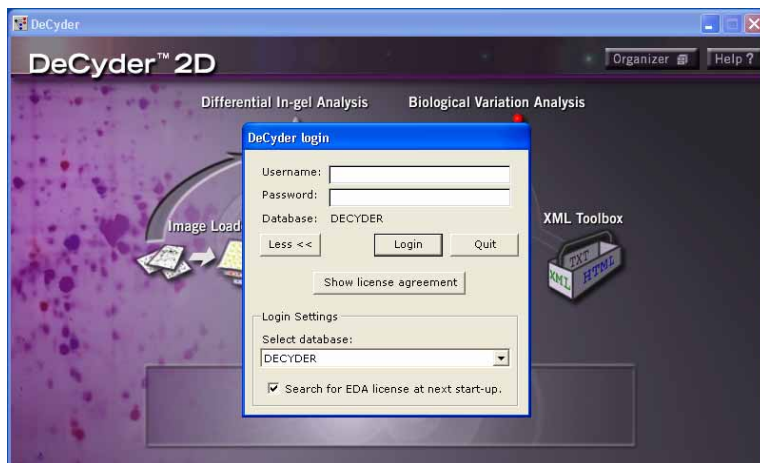 DeCyder
DeCyder™ 2D
Organizer
Help ?
Differential In-gel Analysis
Biological Variation Analysis
DeCyder login
Username:
Password:
Database: DECYDER
Less <<
Login
Quit
Show license agreement
Login Settings
Select database:
DECYDER
Search for EDA license at next start-up.
Image Load
XML Toolbox
TXT
XML
HTML